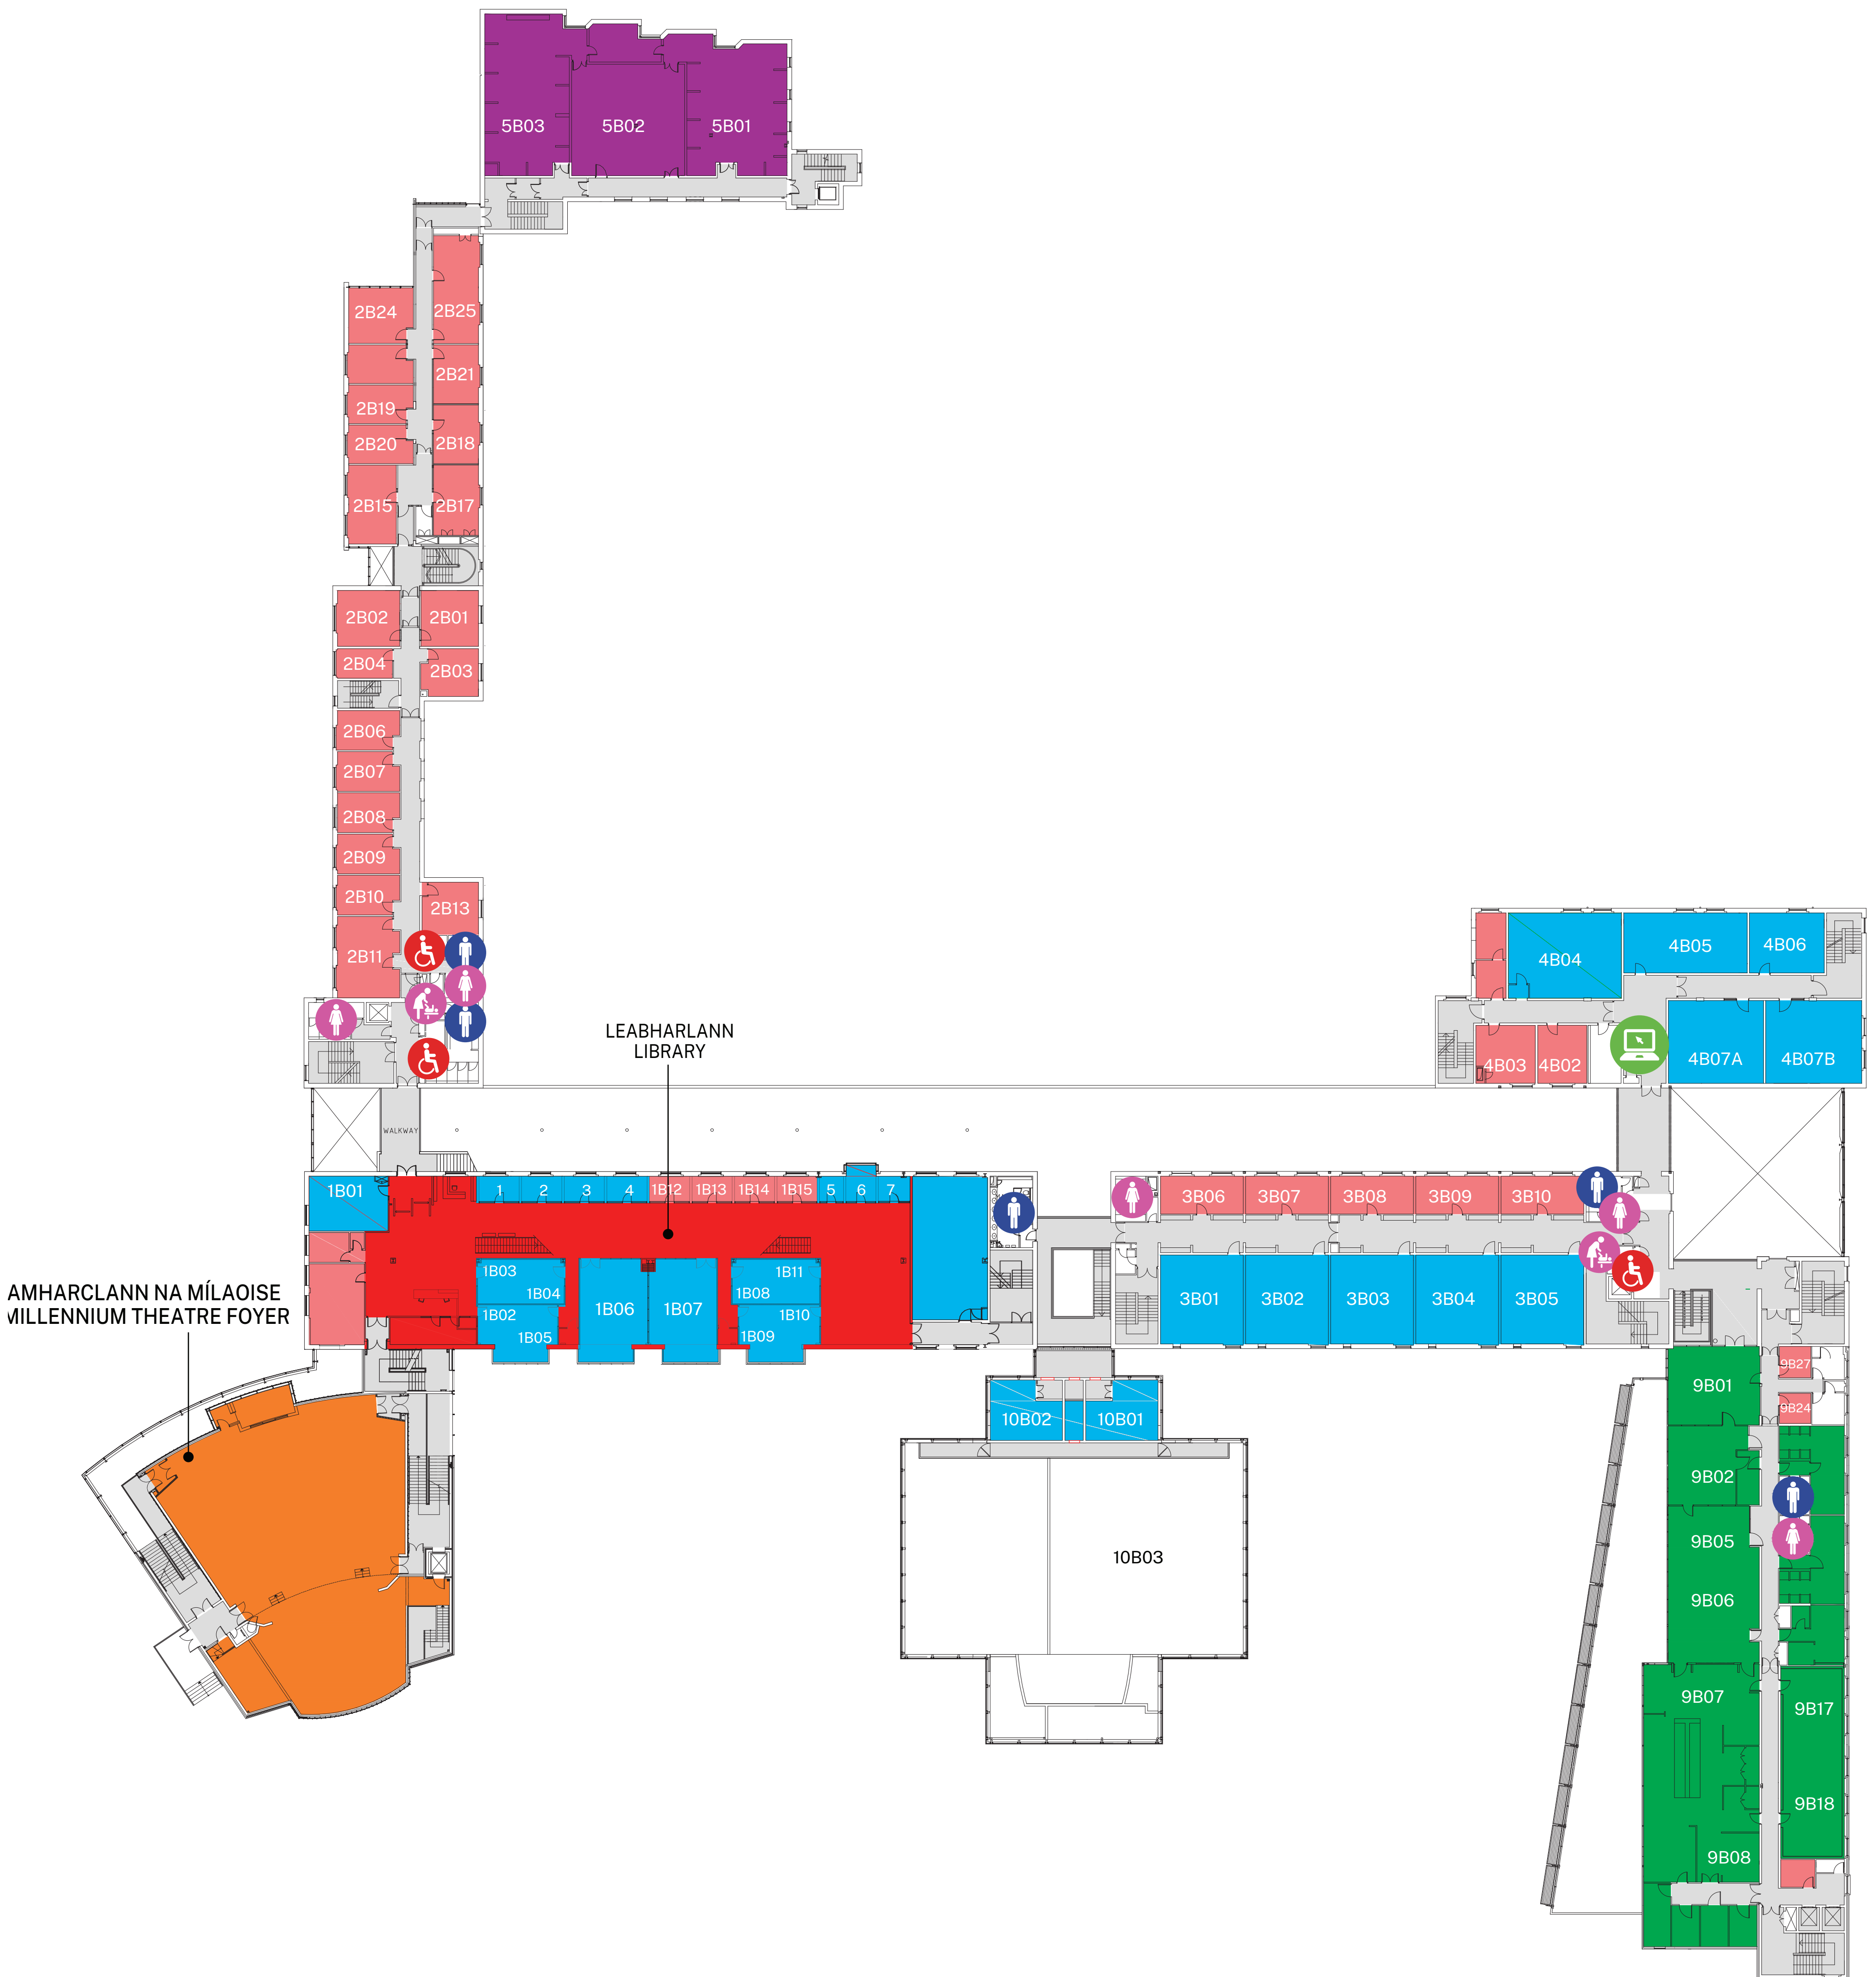 5B03 5B02 5B01
2B24 2B25
2B21
2B19
2B20 2B18
2B15 2B17
2B02 2B01
2B04 2B03
2B06
2B07
2B08
2B09
2B10 2B13
2B11
4B04 4B05 4B06
4B03 4B02 4B07A 4B07B
LEABHARLANN
LIBRARY
WALKWAY
1B01 1 2 3 4 1B12 1B13 1B14 1B15 5 6 7
3B06 3B07 3B08 3B09 3B10
1B03 1B11
1B04 1B08
1B06 1B07
1B02 1B10
1B05 1B09
3B01 3B02 3B03 3B04 3B05
AMHARCLANN NA MÍLAOISE
MILLENNIUM THEATRE FOYER
9B27
9B01
9B24
10B02 10B01
9B02
9B05
10B03
9B06
9B07 9B17
9B18
9B08